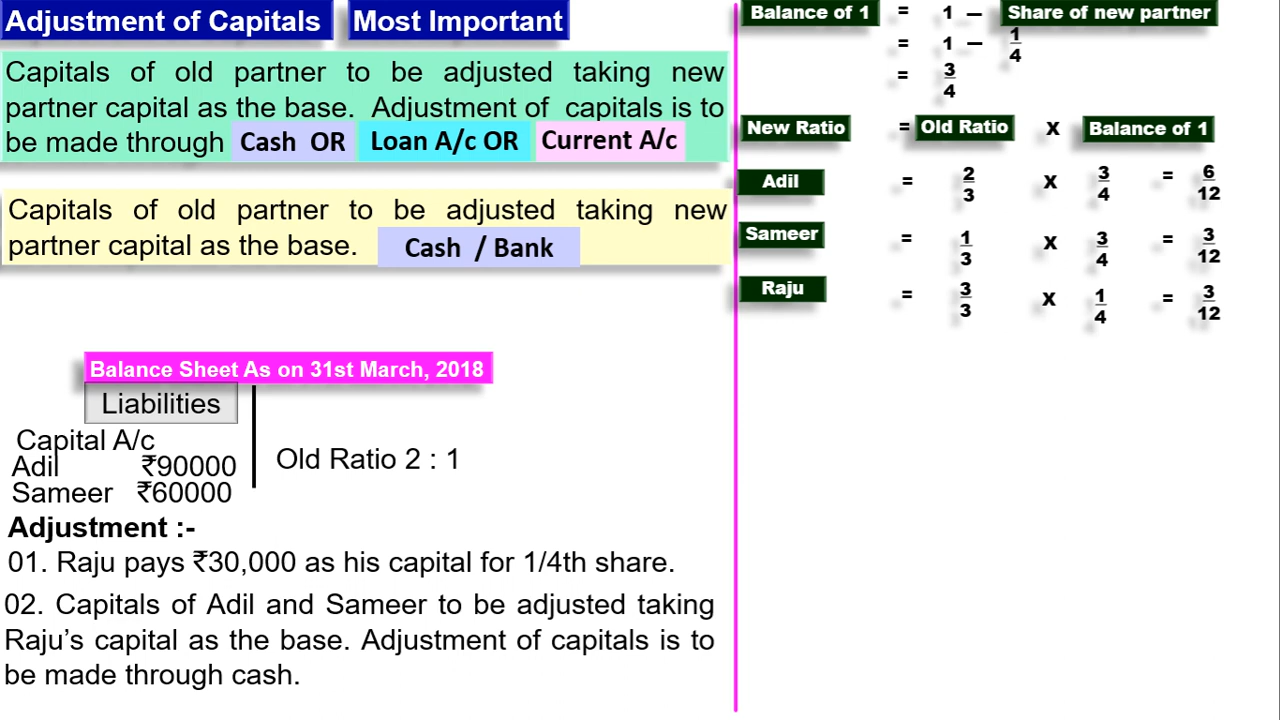 Adjustment of Capitals Most Important
Capitals of old partner to be adjusted taking new
partner capital as the base. Adjustment of capitals is to
be made through Cash OR Loan A/c OR Current A/c
Capitals of old partner to be adjusted taking new
partner capital as the base. Cash / Bank
Balance Sheet As on 31st March, 2018
Liabilities
Capital A/c
Adil ₹90000
Sameer ₹60000
Old Ratio 2 : 1
Adjustment :-
01. Raju pays ₹30,000 as his capital for 1/4th share.
02. Capitals of Adil and Sameer to be adjusted taking
Raju’s capital as the base. Adjustment of capitals is to
be made through cash.
Balance of 1 = 1 – Share of new partner
= 1 – 1/4
= 3/4
New Ratio = Old Ratio X Balance of 1
Adil = 2/3 X 3/4 = 6/12
Sameer = 1/3 X 3/4 = 3/12
Raju = 3/3 X 1/4 = 3/12